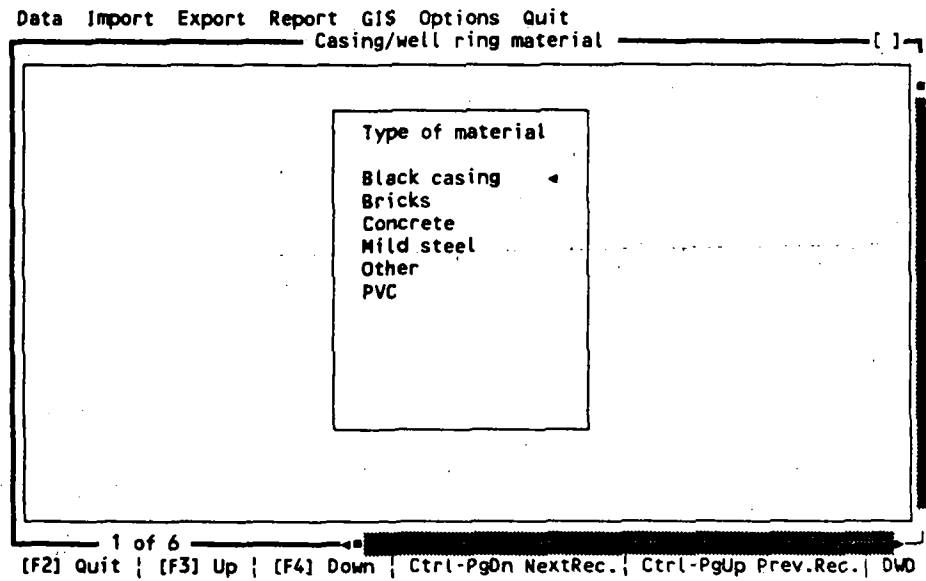 Data Import Export Report GIS Options Quit
Casing/well ring material [ ]
Type of material
Black casing
Bricks
Concrete
Mild steel
Other
PVC
1 of 6
[F2] Quit ¦ [F3] Up ¦ [F4] Down ¦ Ctrl-PgDn NextRec.¦ Ctrl-PgUp Prev.Rec.¦ DWD